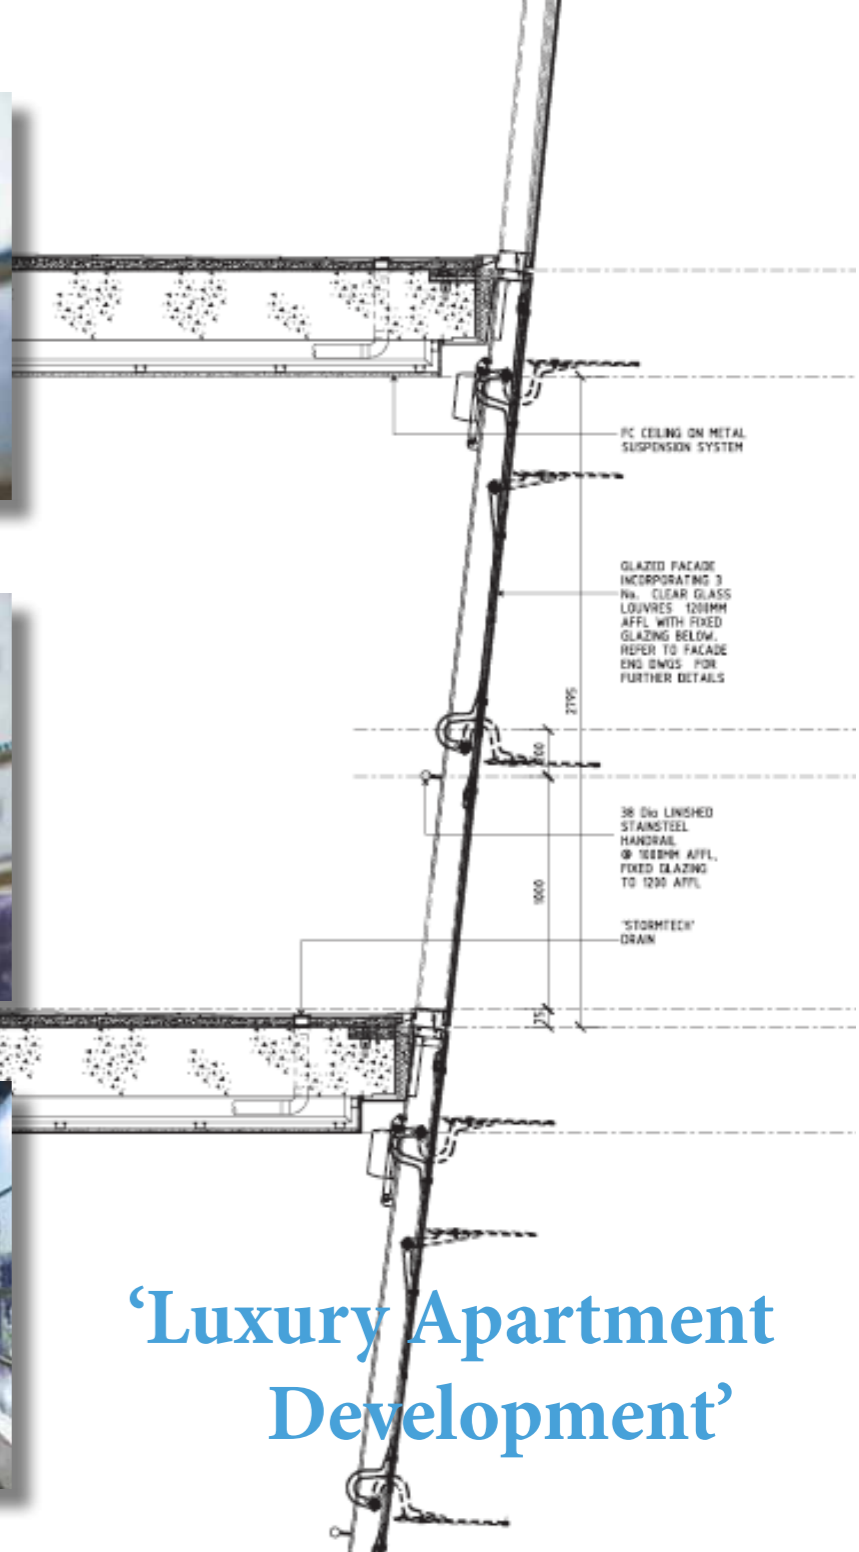 FC CEILING ON METAL
SUSPENSION SYSTEM
GLAZED FACADE
INCORPORATING 3
No. CLEAR GLASS
LOUVRES 1200MM
AFFL WITH FIXED
GLAZING BELOW.
REFER TO FACADE
ENG DWGS FOR
FURTHER DETAILS
2795
200
38 Dia LINISHED
STAINSTEEL
HANDRAIL
@ 1000MM AFFL,
FIXED GLAZING
TO 1200 AFFL
1000
'STORMTECH'
DRAIN
75
‘Luxury Apartment
Development’